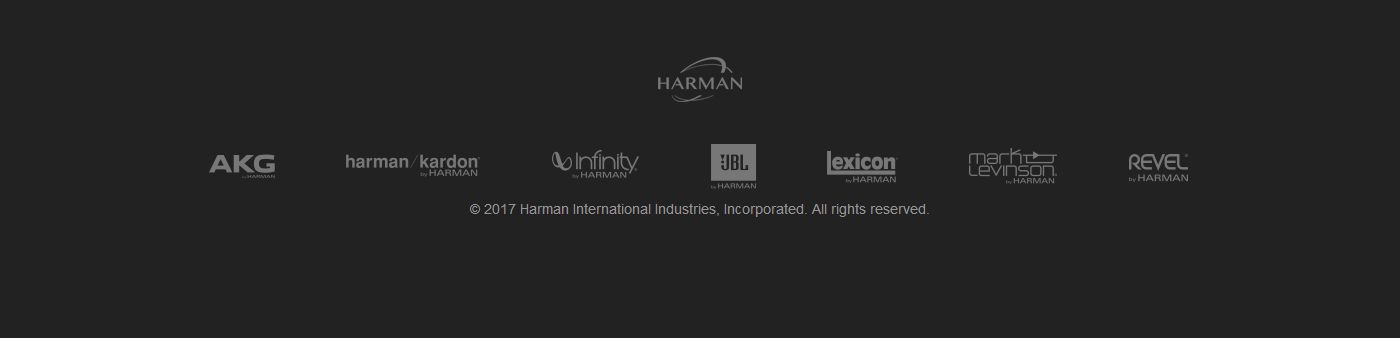 HARMAN
AKG by HARMAN
harman/kardon® by HARMAN
Infinity® by HARMAN
JBL by HARMAN
lexicon® by HARMAN
mark Levinson® by HARMAN
REVEL® by HARMAN
© 2017 Harman International Industries, Incorporated. All rights reserved.